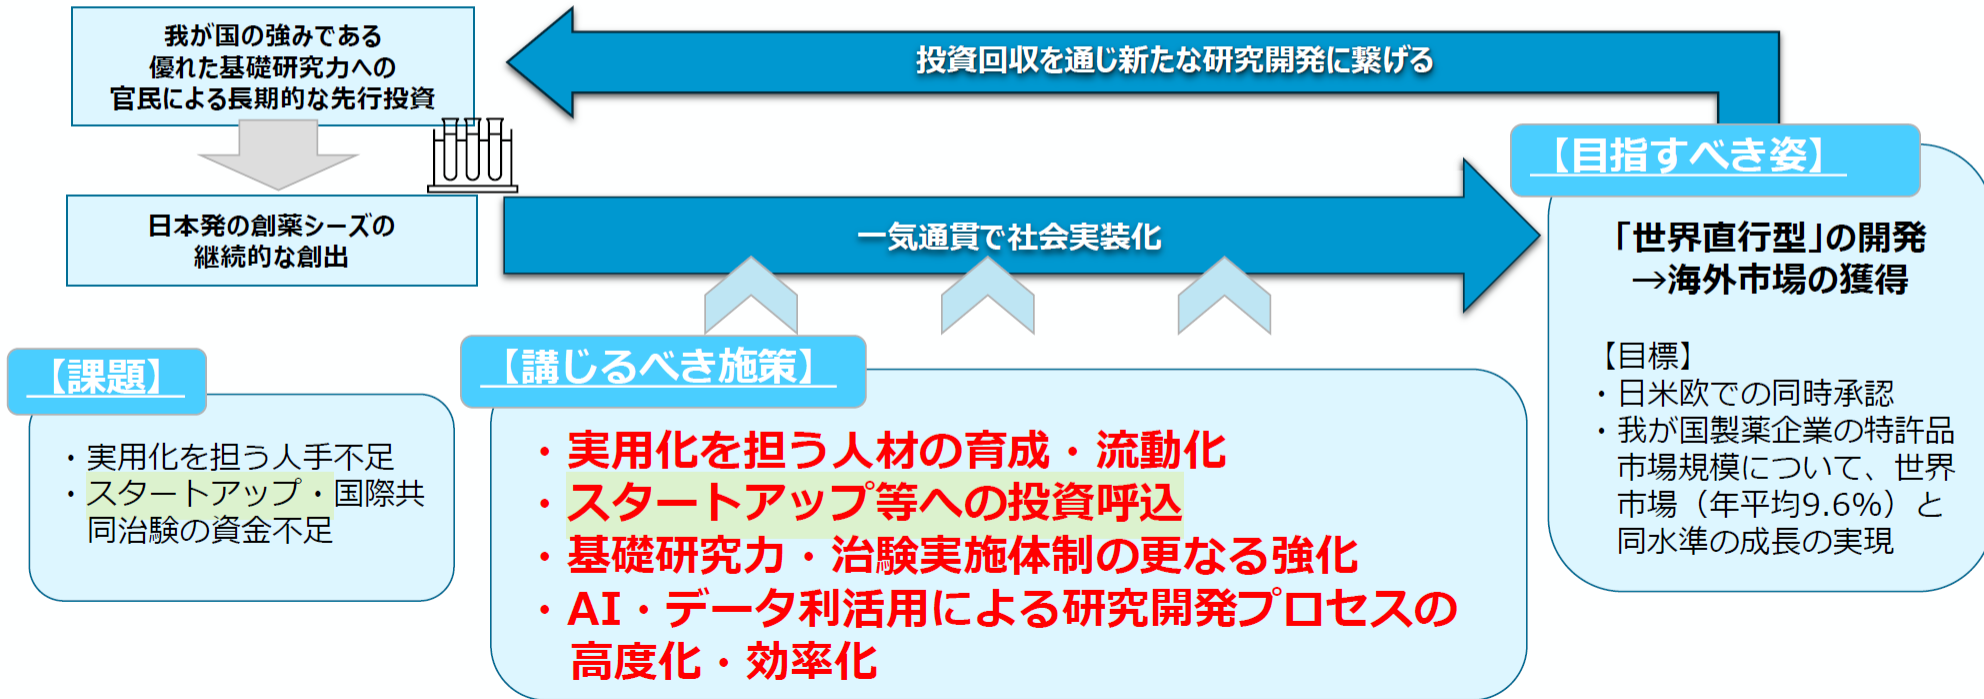 我が国の強みである
優れた基礎研究力への
官民による長期的な先行投資
投資回収を通じ新たな研究開発に繋げる
日本発の創薬シーズの
継続的な創出
一気通貫で社会実装化
【目指すべき姿】
「世界直行型」の開発
→海外市場の獲得
【目標】
・日米欧での同時承認
・我が国製薬企業の特許品
市場規模について、世界
市場（年平均9.6%）と
同水準の成長の実現
【課題】
・実用化を担う人手不足
・スタートアップ・国際共
同治験の資金不足
【講じるべき施策】
・実用化を担う人材の育成・流動化
・スタートアップ等への投資呼込
・基礎研究力・治験実施体制の更なる強化
・AI・データ利活用による研究開発プロセスの
高度化・効率化